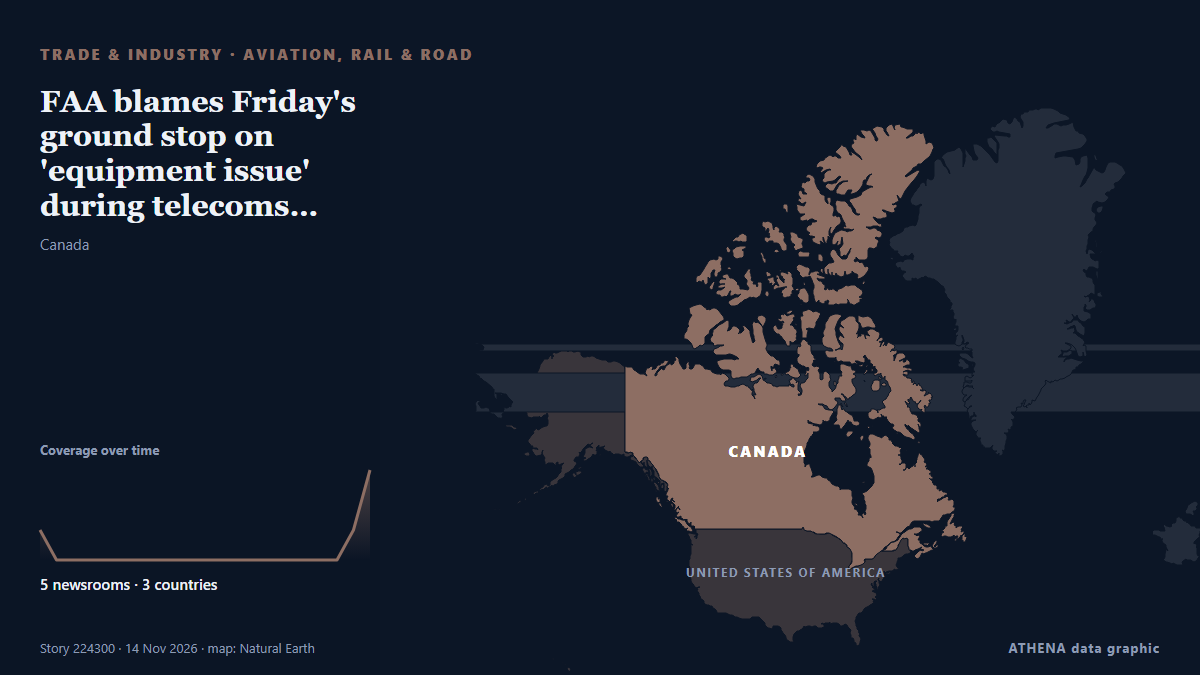 TRADE & INDUSTRY · AVIATION, RAIL & ROAD
FAA blames Friday's
ground stop on
'equipment issue'
during telecoms...
Canada
CANADA
Coverage over time
UNITED STATES OF AMERICA
5 newsrooms · 3 countries
Story 224300 · 14 Nov 2026 · map: Natural Earth
ATHENA data graphic